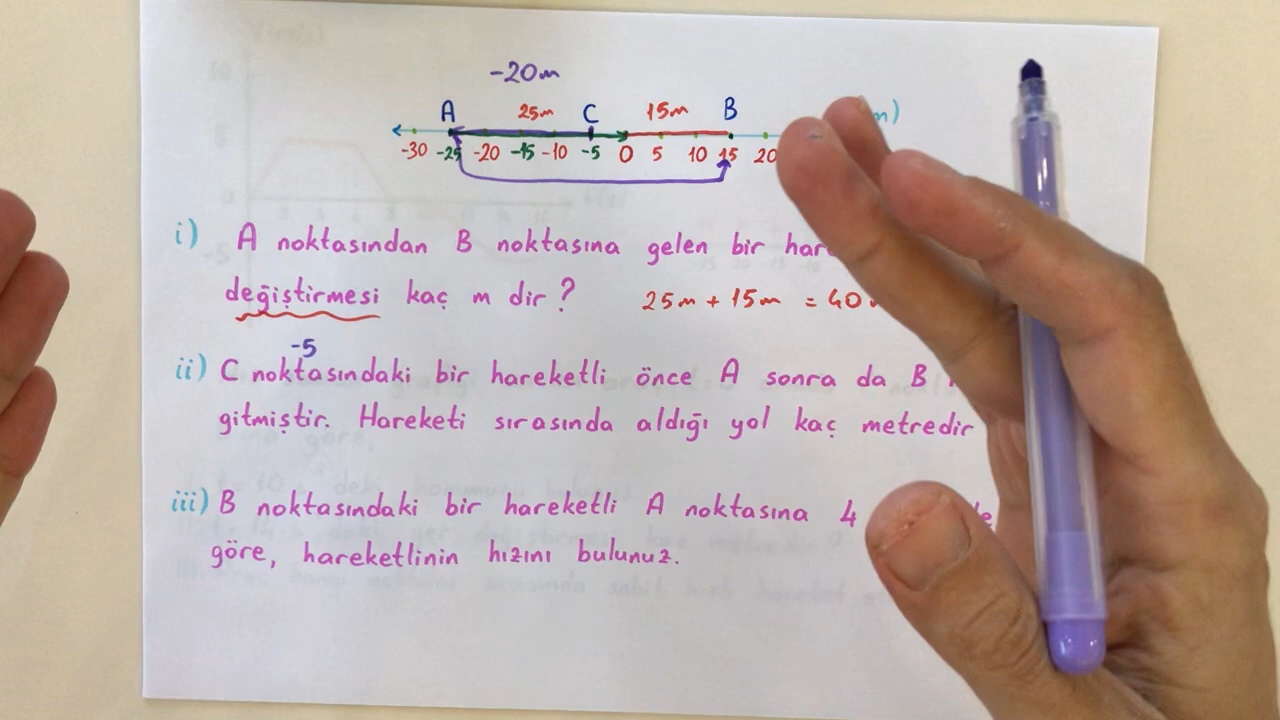 -20m
A 25m C 15m B
m)
-30 -25 -20 -15 -10 -5 0 5 10 15 20
i) A noktasından B noktasına gelen bir
değiştirmesi kaç m dir ? 25m + 15m = 40
-5
ii) C noktasındaki bir hareketli önce A sonra da B
gitmiştir. Hareketi sırasında aldığı yol kaç metredir
iii) B noktasındaki bir hareketli A noktasına 4
göre, hareketlinin hızını bulunuz.